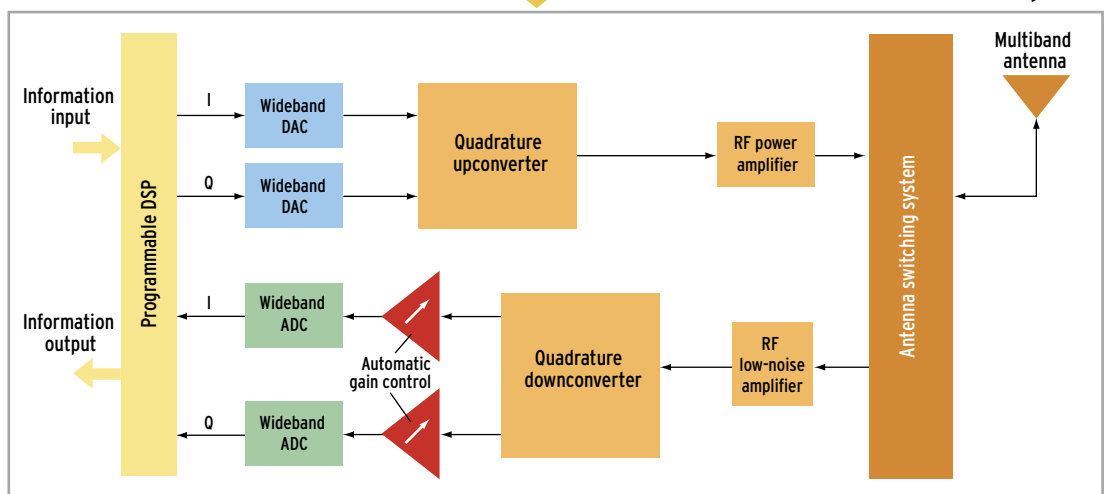 Multiband
antenna
Information
input
I
Wideband
DAC
Quadrature
upconverter
RF power
amplifier
Q
Wideband
DAC
Programmable DSP
Antenna switching system
Information
output
I
Wideband
ADC
Automatic
gain control
Quadrature
downconverter
RF
low-noise
amplifier
Q
Wideband
ADC